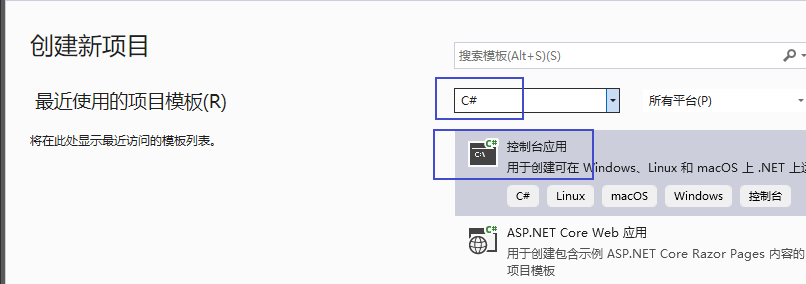 创建新项目
搜索模板(Alt+S)(S)
最近使用的项目模板(R)
C#
所有平台(P)
将在此处显示最近访问的模板列表。
C#
C:\
控制台应用
用于创建可在 Windows、Linux 和 macOS 上 .NET 上运
C#
Linux
macOS
Windows
控制台
C#
ASP.NET Core Web 应用
用于创建包含示例 ASP.NET Core Razor Pages 内容的
项目模板